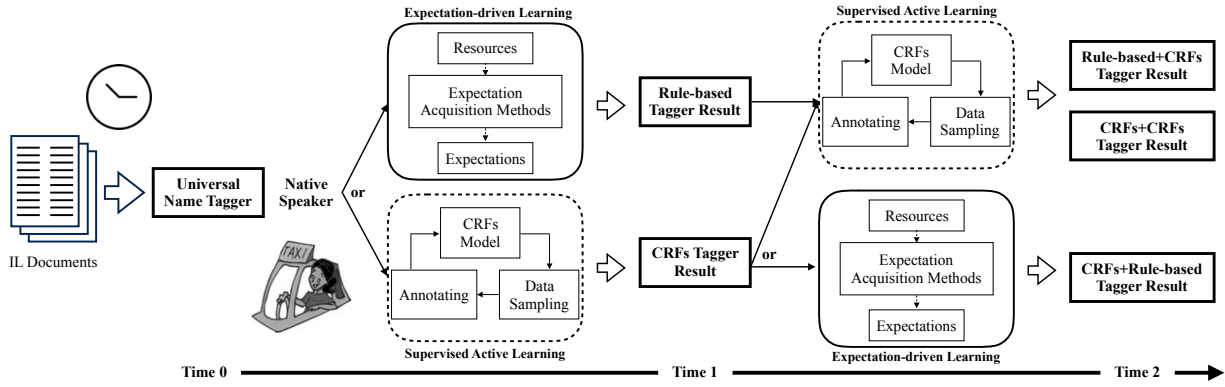 Expectation-driven Learning
Resources
Expectation
Acquisition Methods
Expectations
IL Documents
Universal
Name Tagger
Native
Speaker
or
TAXI
CRFs
Model
Annotating
Data
Sampling
Supervised Active Learning
Rule-based
Tagger Result
CRFs Tagger
Result
or
Supervised Active Learning
CRFs
Model
Annotating
Data
Sampling
Resources
Expectation
Acquisition Methods
Expectations
Expectation-driven Learning
Rule-based+CRFs
Tagger Result
CRFs+CRFs
Tagger Result
CRFs+Rule-based
Tagger Result
Time 0
Time 1
Time 2